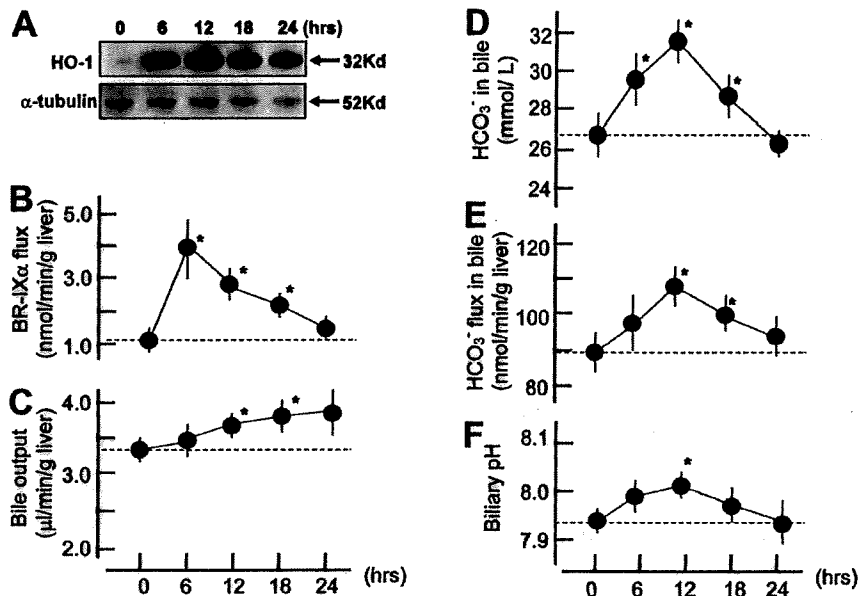 A
0 6 12 18 24 (hrs)
HO-1
32Kd
α-tubulin
52Kd
B
BR-IXα flux
(nmol/min/g liver)
5.0
3.0
1.0
* * *
C
Bile output
(μl/min/g liver)
4.0
3.0
2.0
* *
0 6 12 18 24 (hrs)
D
HCO₃⁻ in bile
(mmol/ L)
32
30
28
26
24
* * *
E
HCO₃⁻ flux in bile
(nmol/min/g liver)
120
100
80
* *
F
Biliary pH
8.1
8.0
7.9
*
0 6 12 18 24 (hrs)